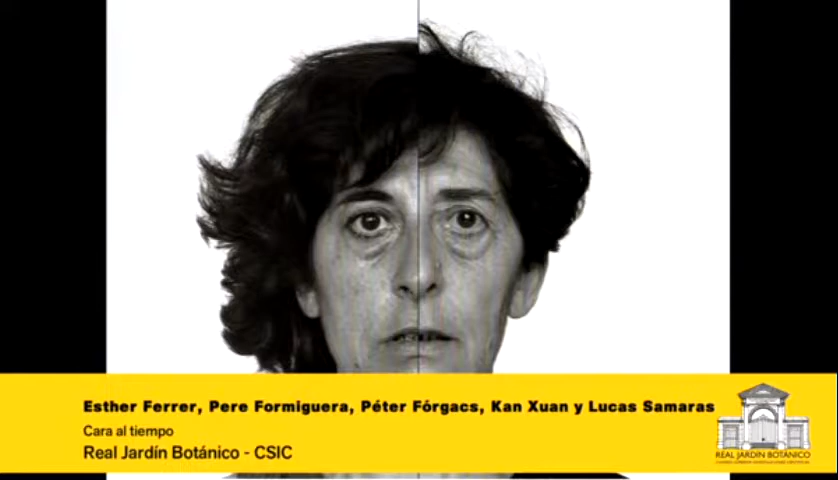 Esther Ferrer, Pere Formiguera, Péter Fórgacs, Kan Xuan y Lucas Samaras
Cara al tiempo
Real Jardín Botánico - CSIC
REAL JARDÍN BOTÁNICO